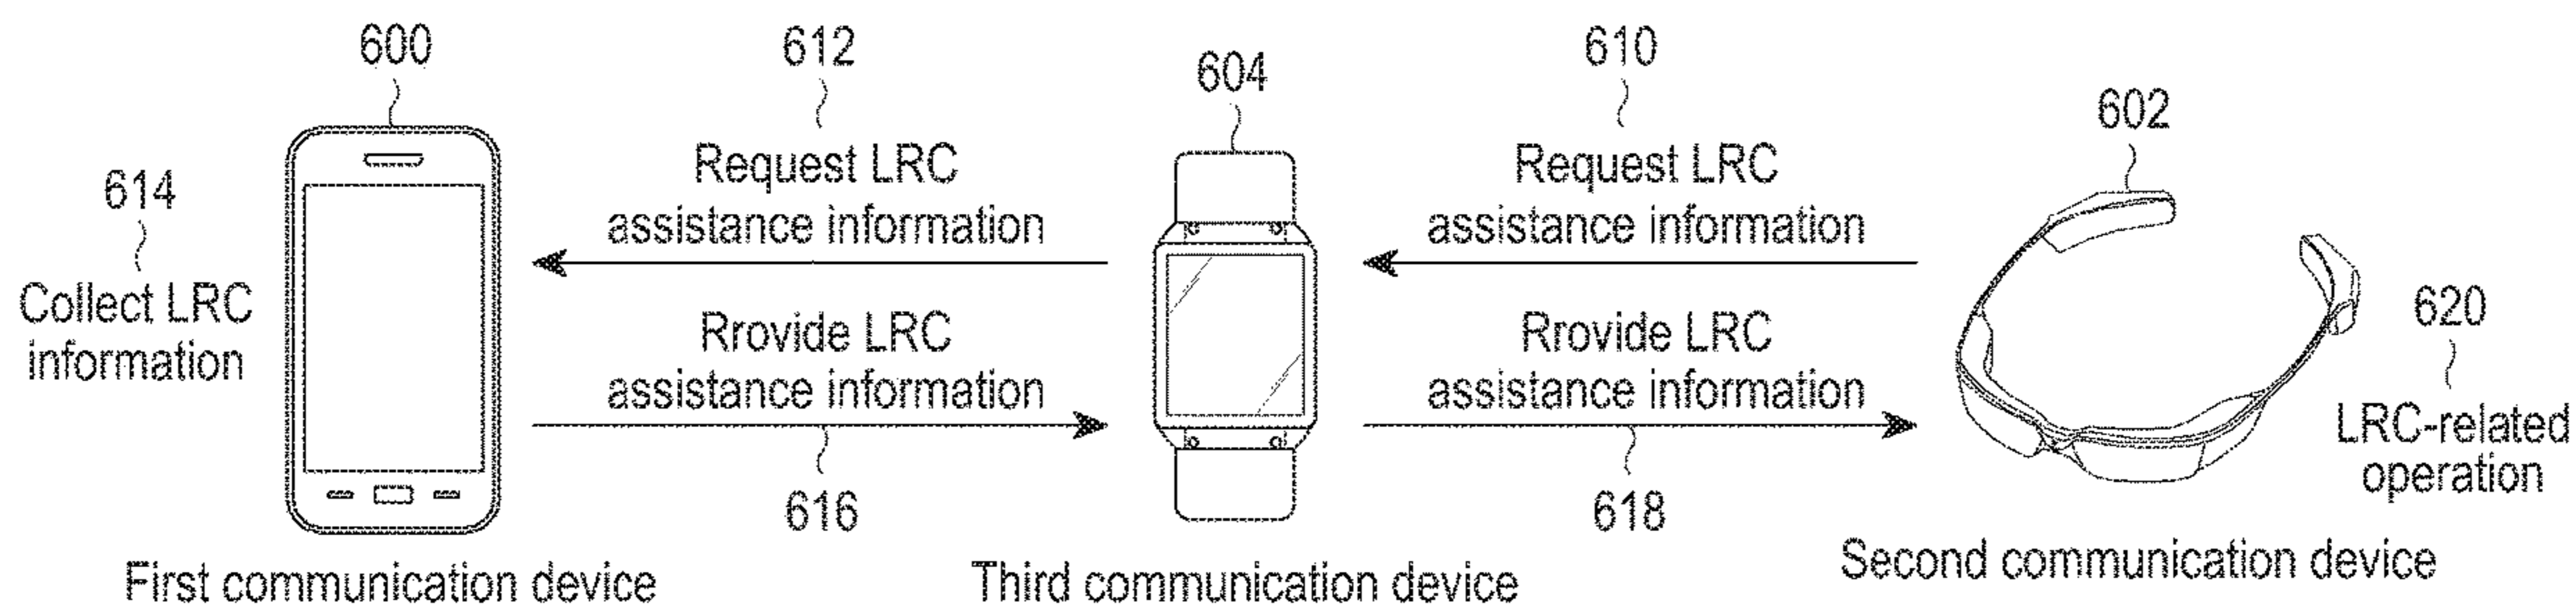 600
612
604
610
602
614
Collect LRC
information
Request LRC
assistance information
Rrovide LRC
assistance information
616
Request LRC
assistance information
Rrovide LRC
assistance information
618
620
LRC-related
operation
First communication device
Third communication device
Second communication device